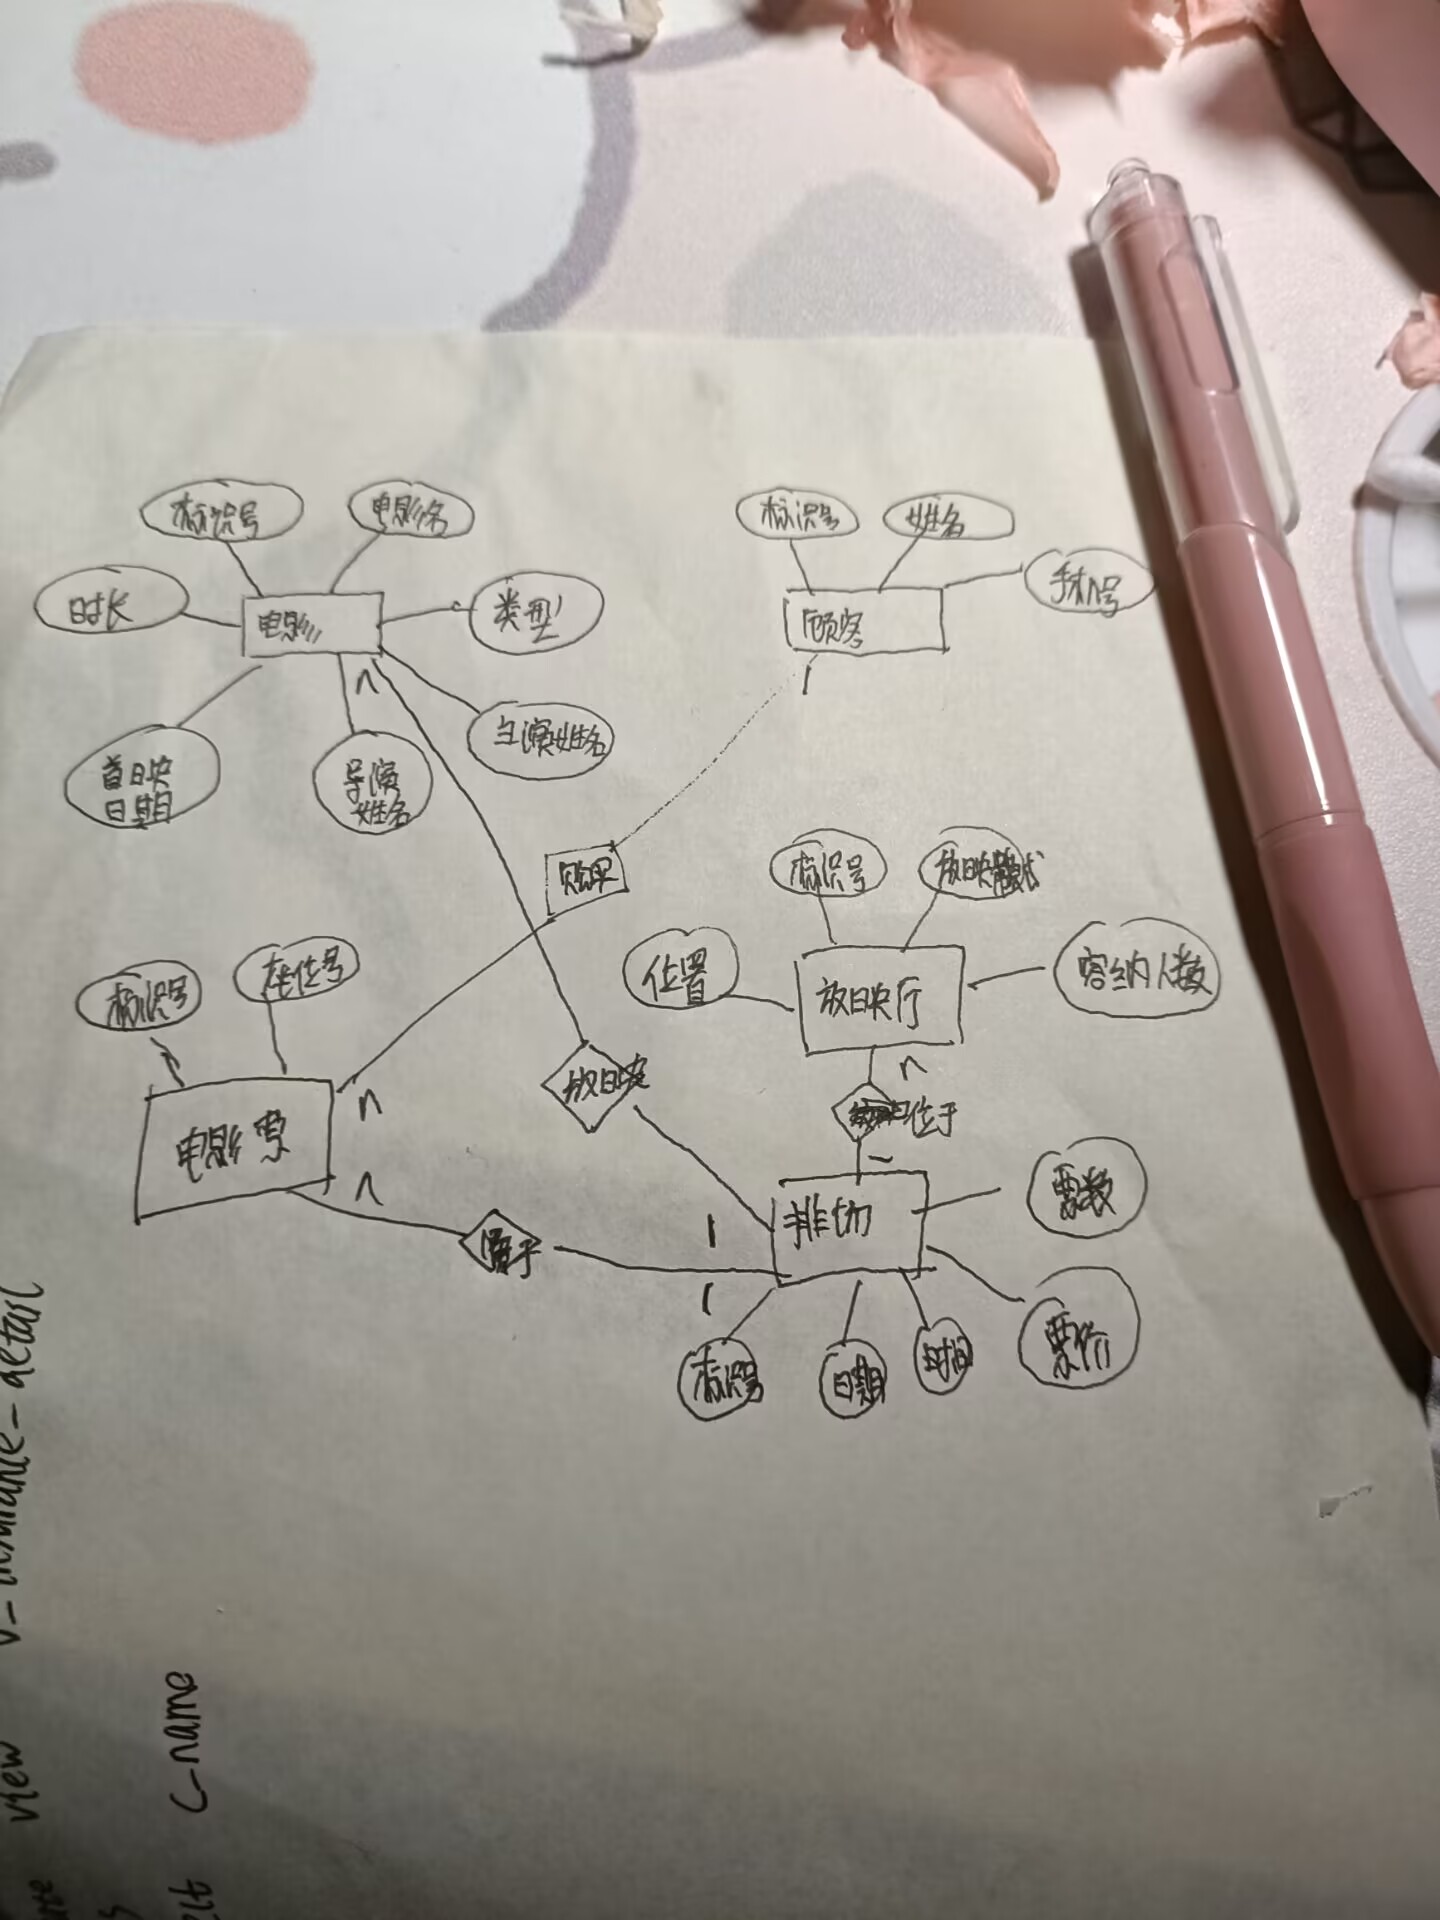 标识号
电影名
时长
电影
类型
n
首映
日期
导演
姓名
主演姓名
标识号
姓名
手机号
顾客
1
购买
标识号
座位号
电影票
n
n
放映
属于
标识号
放映模式
位置
放映厅
容纳人数
n
位于
1
排场
票数
票价
1
1
标识号
日期
时间
view
C_name